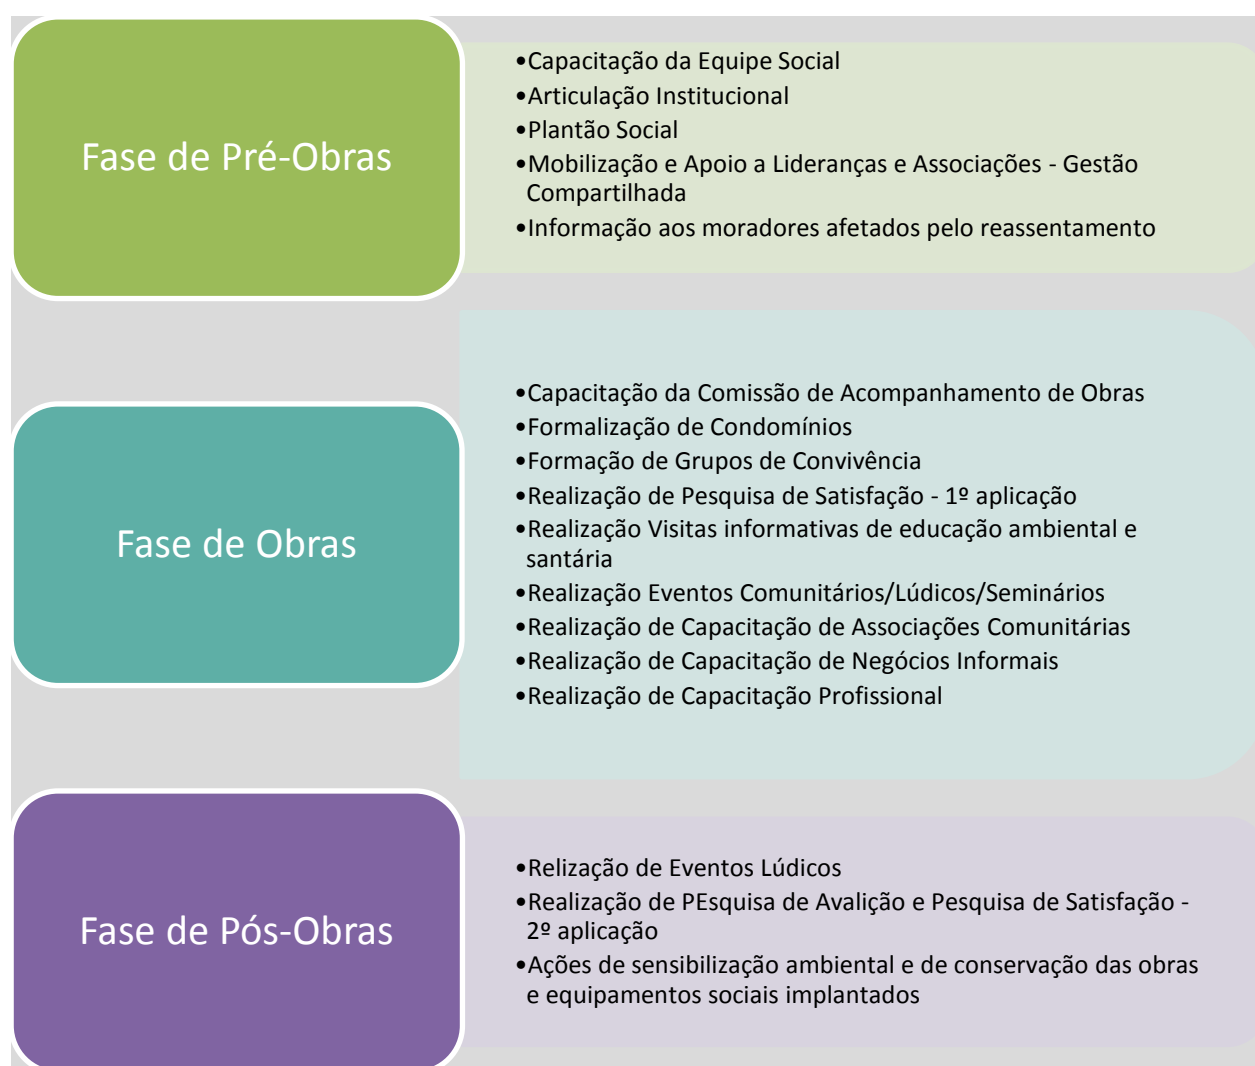 Fase de Pré-Obras
•Capacitação da Equipe Social
•Articulação Institucional
•Plantão Social
•Mobilização e Apoio a Lideranças e Associações - Gestão
Compartilhada
•Informação aos moradores afetados pelo reassentamento
Fase de Obras
•Capacitação da Comissão de Acompanhamento de Obras
•Formalização de Condomínios
•Formação de Grupos de Convivência
•Realização de Pesquisa de Satisfação - 1º aplicação
•Realização Visitas informativas de educação ambiental e
santária
•Realização Eventos Comunitários/Lúdicos/Seminários
•Realização de Capacitação de Associações Comunitárias
•Realização de Capacitação de Negócios Informais
•Realização de Capacitação Profissional
Fase de Pós-Obras
•Relização de Eventos Lúdicos
•Realização de PEsquisa de Avalição e Pesquisa de Satisfação -
2º aplicação
•Ações de sensibilização ambiental e de conservação das obras
e equipamentos sociais implantados